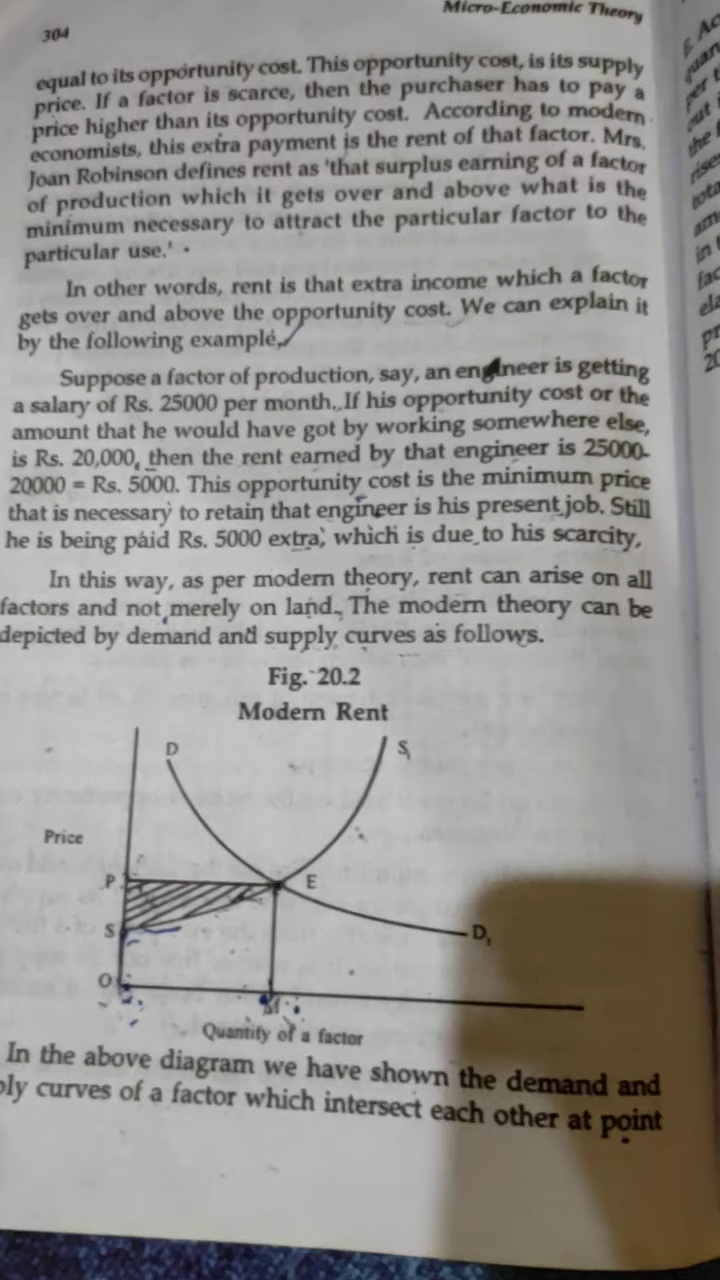 Micro-Economic Theory
304
equal to its opportunity cost. This opportunity cost, is its supply
price. If a factor is scarce, then the purchaser has to pay a
price higher than its opportunity cost. According to modern
economists, this extra payment is the rent of that factor. Mrs.
Joan Robinson defines rent as 'that surplus earning of a factor
of production which it gets over and above what is the
minimum necessary to attract the particular factor to the
particular use.'
In other words, rent is that extra income which a factor
gets over and above the opportunity cost. We can explain it
by the following example.
Suppose a factor of production, say, an engineer is getting
a salary of Rs. 25000 per month. If his opportunity cost or the
amount that he would have got by working somewhere else,
is Rs. 20,000, then the rent earned by that engineer is 25000-
20000 = Rs. 5000. This opportunity cost is the minimum price
that is necessary to retain that engineer is his present job. Still
he is being paid Rs. 5000 extra, which is due to his scarcity.
In this way, as per modern theory, rent can arise on all
factors and not merely on land. The modern theory can be
depicted by demand and supply curves as follows.
Fig. 20.2
Modern Rent
D
S₁
Price
P
E
S
D₁
O
M
Quantity of a factor
In the above diagram we have shown the demand and
ply curves of a factor which intersect each other at point